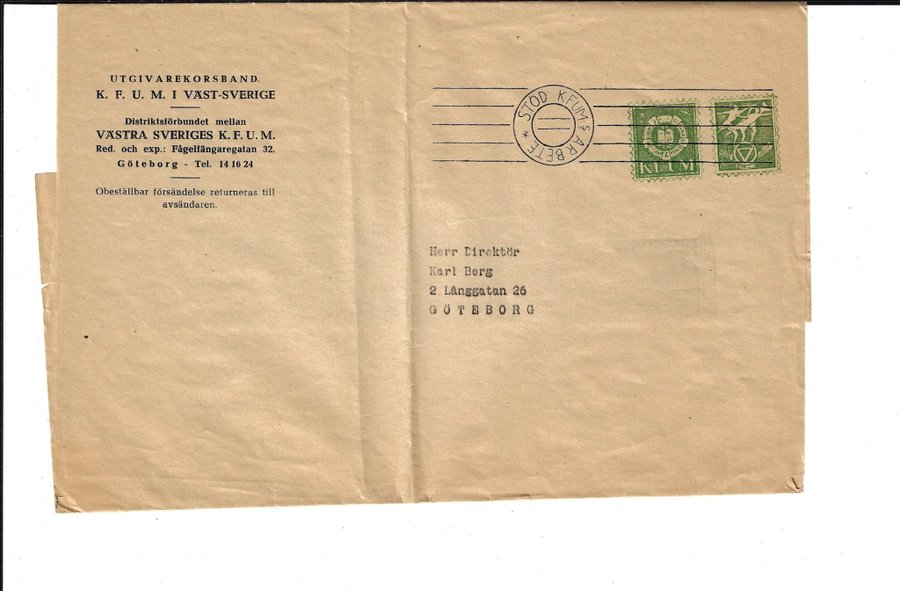 UTGIVAREKORSBAND.
K. F. U. M. I VÄST-SVERIGE
Distriktsförbundet mellan
VÄSTRA SVERIGES K. F. U. M.
Red. och exp.: Fågelfängaregatan 32,
Göteborg - Tel. 14 16 24
Obeställbar försändelse returneras till
avsändaren.
STÖD KFUMs ARBETE *
KFUM
Herr Direktör
Karl Berg
2 Långgatan 26
GÖTEBORG